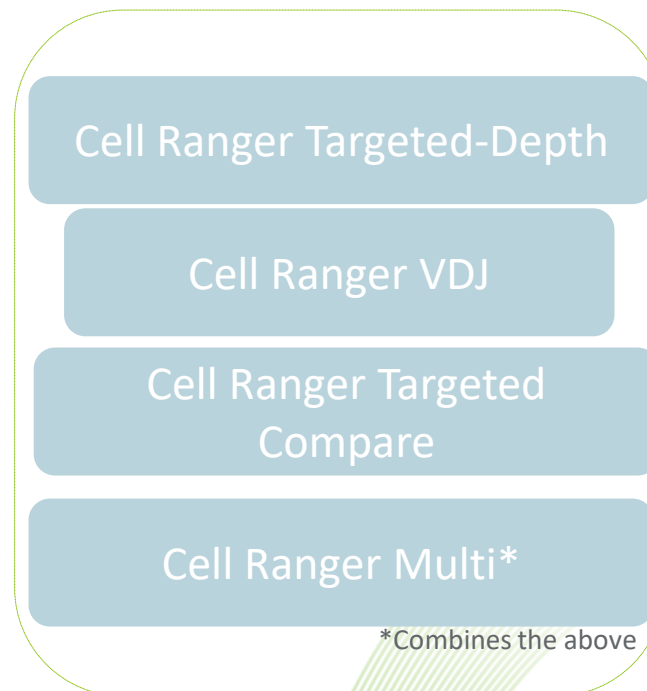 Cell Ranger Targeted-Depth
Cell Ranger VDJ
Cell Ranger Targeted
Compare
Cell Ranger Multi*
*Combines the above